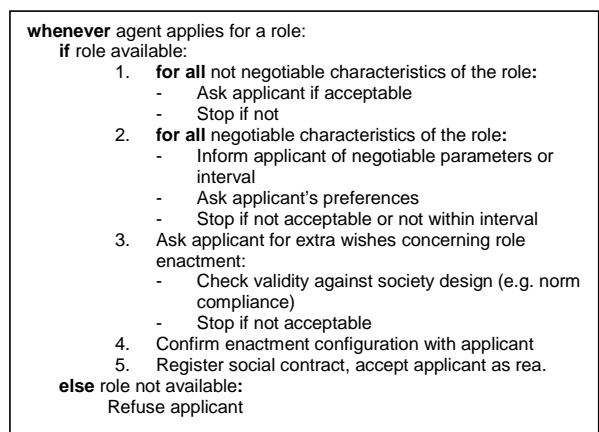 whenever agent applies for a role:
if role available:
1. for all not negotiable characteristics of the role:
- Ask applicant if acceptable
- Stop if not
2. for all negotiable characteristics of the role:
- Inform applicant of negotiable parameters or
interval
- Ask applicant's preferences
- Stop if not acceptable or not within interval
3. Ask applicant for extra wishes concerning role
enactment:
- Check validity against society design (e.g. norm
compliance)
- Stop if not acceptable
4. Confirm enactment configuration with applicant
5. Register social contract, accept applicant as rea.
else role not available:
Refuse applicant